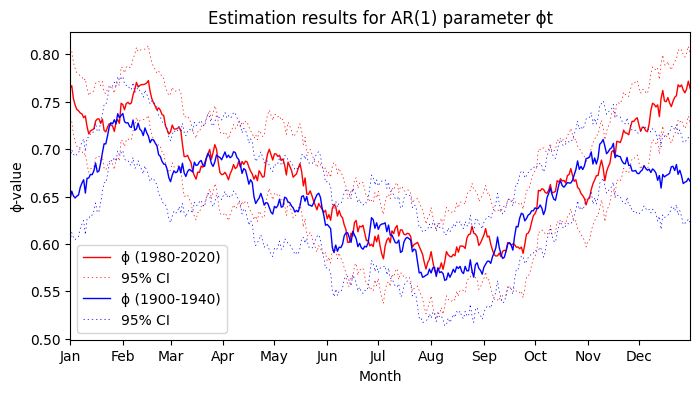 Estimation results for AR(1) parameter ϕt
ϕ-value
0.80
0.75
0.70
0.65
0.60
0.55
0.50
ϕ (1980-2020)
95% CI
ϕ (1900-1940)
95% CI
Jan Feb Mar Apr May Jun Jul Aug Sep Oct Nov Dec
Month